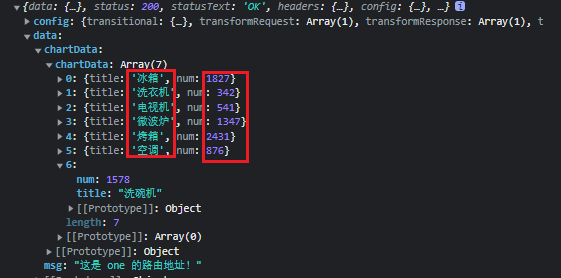 ▼ {data: {…}, status: 200, statusText: 'OK', headers: {…}, config: {…}, …} i
▶ config: {transitional: {…}, transformRequest: Array(1), transformResponse: Array(1), t
▼ data:
▼ chartData:
▼ chartData: Array(7)
▶ 0: {title: '冰箱', num: 1827}
▶ 1: {title: '洗衣机', num: 342}
▶ 2: {title: '电视机', num: 541}
▶ 3: {title: '微波炉', num: 1347}
▶ 4: {title: '烤箱', num: 2431}
▶ 5: {title: '空调', num: 876}
▼ 6:
num: 1578
title: "洗碗机"
▶ [[Prototype]]: Object
length: 7
▶ [[Prototype]]: Array(0)
▶ [[Prototype]]: Object
msg: "这是 one 的路由地址！"